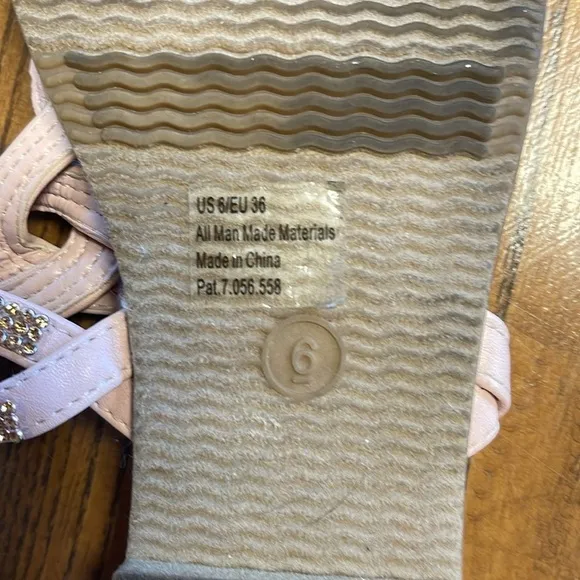 US 6/EU 36
All Man Made Materials
Made in China
Pat.7.056.558
6